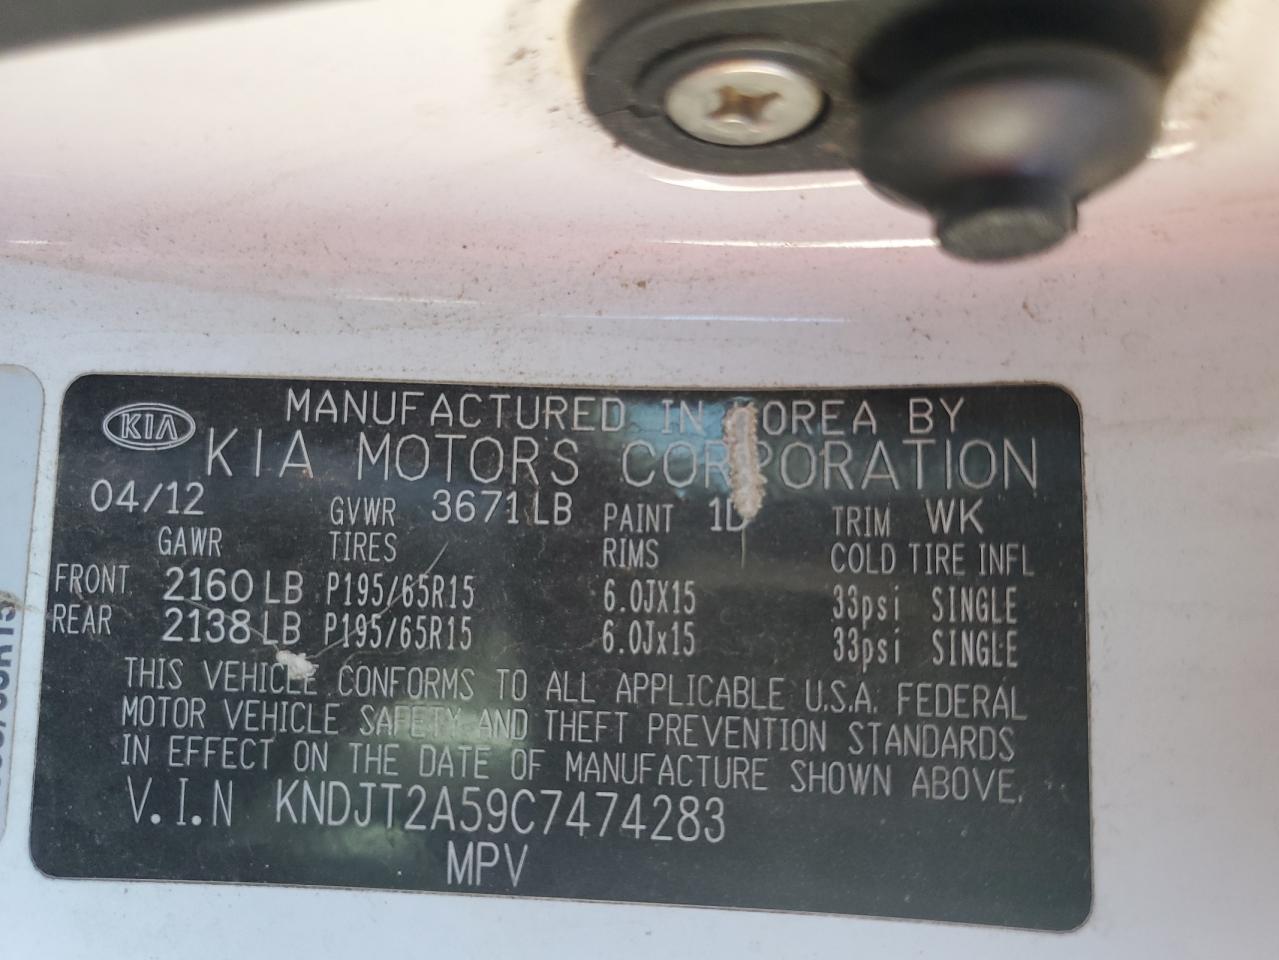 MANUFACTURED IN KOREA BY
KIA
KIA MOTORS CORPORATION
04/12 GVWR 3671LB PAINT 1D TRIM WK
GAWR TIRES RIMS COLD TIRE INFL
FRONT 2160LB P195/65R15 6.0JX15 33psi SINGLE
REAR 2138LB P195/65R15 6.0Jx15 33psi SINGLE
THIS VEHICLE CONFORMS TO ALL APPLICABLE U.S.A. FEDERAL
MOTOR VEHICLE SAFETY AND THEFT PREVENTION STANDARDS
IN EFFECT ON THE DATE OF MANUFACTURE SHOWN ABOVE.
V.I.N KNDJT2A59C7474283
MPV